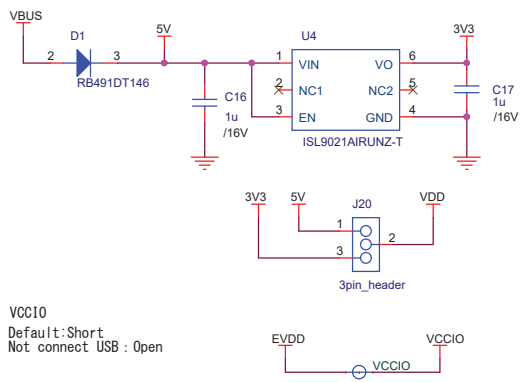 VBUS
D1
2
3
RB491DT146
5V
C16
1u
/16V
U4
1
VIN
VO
6
2
NC1
NC2
5
3
EN
GND
4
ISL9021AIRUNZ-T
3V3
C17
1u
/16V
3V3
5V
J20
VDD
1
2
3
3pin_header
VCCIO
Default:Short
Not connect USB : Open
EVDD
VCCIO
VCCIO